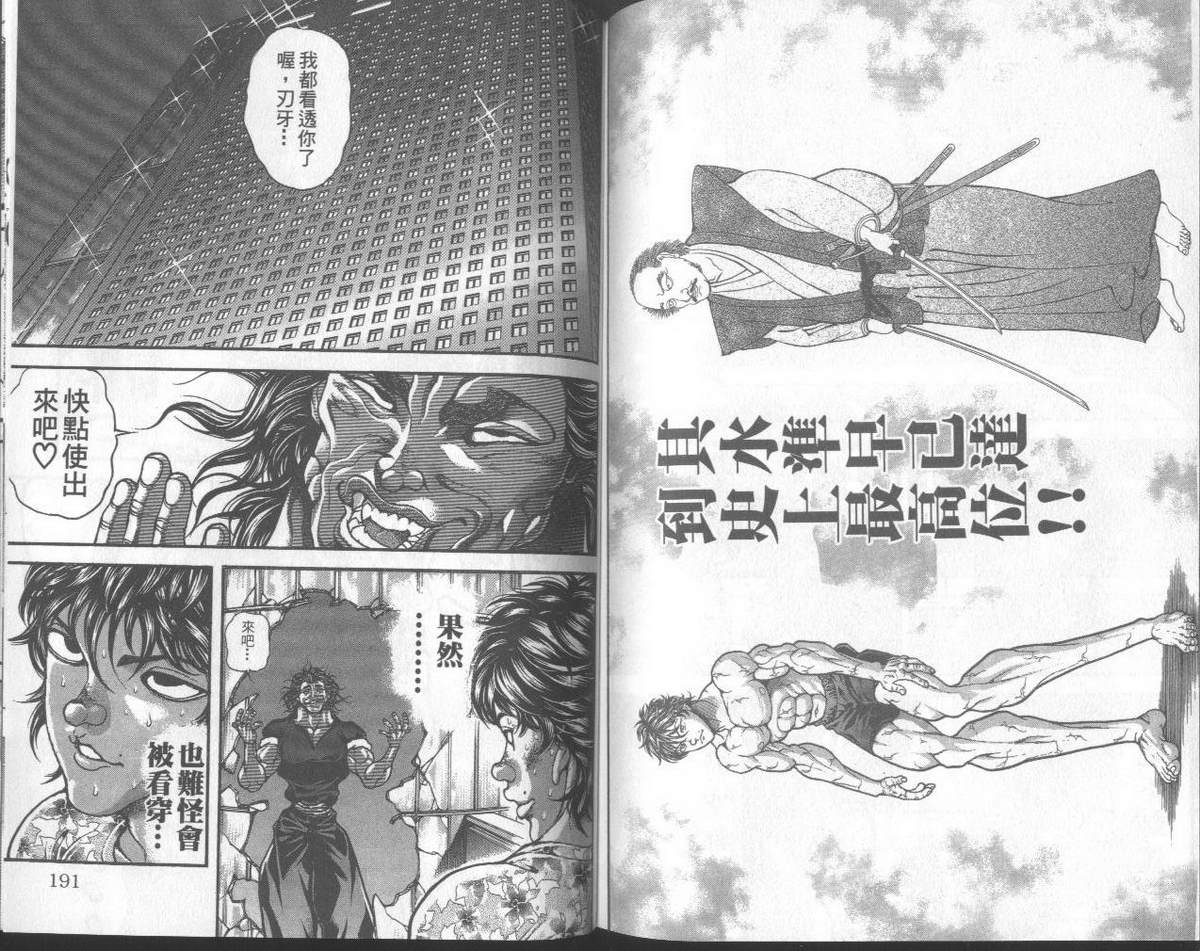 其水準早已達
到史上最高位!!
我都看透你了
喔，刃牙…
快點使出
來吧♡
果然
………
來吧…
也難怪會
被看穿…
191